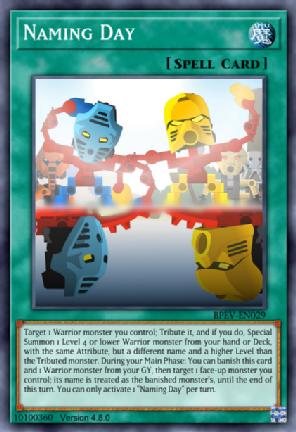 Naming Day
[ Spell Card ]
BPEV-EN029
Target 1 Warrior monster you control; Tribute it, and if you do, Special
Summon 1 Level 4 or lower Warrior monster from your hand or Deck,
with the same Attribute, but a different name and a higher Level than
the Tributed monster. During your Main Phase: You can banish this card
and 1 Warrior monster from your GY, then target 1 face-up monster you
control; its name is treated as the banished monster's, until the end of
this turn. You can only activate 1 "Naming Day" per turn.
10100360 Version 4.8.0